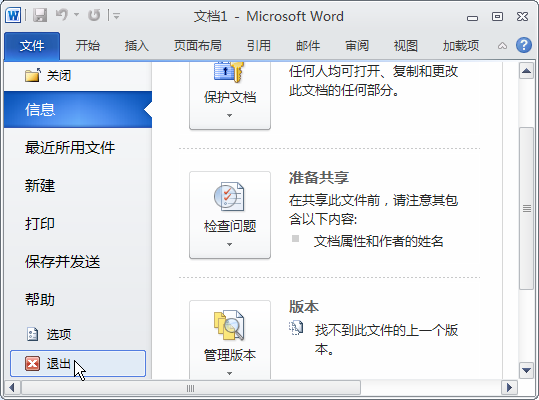 文档1 - Microsoft Word
文件 开始 插入 页面布局 引用 邮件 审阅 视图 加载项
关闭
信息
最近所用文件
新建
打印
保存并发送
帮助
选项
退出
保护文档
任何人均可打开、复制和更改
此文档的任何部分。
检查问题
准备共享
在共享此文件前，请注意其包
含以下内容:
文档属性和作者的姓名
管理版本
版本
找不到此文件的上一个版
本。